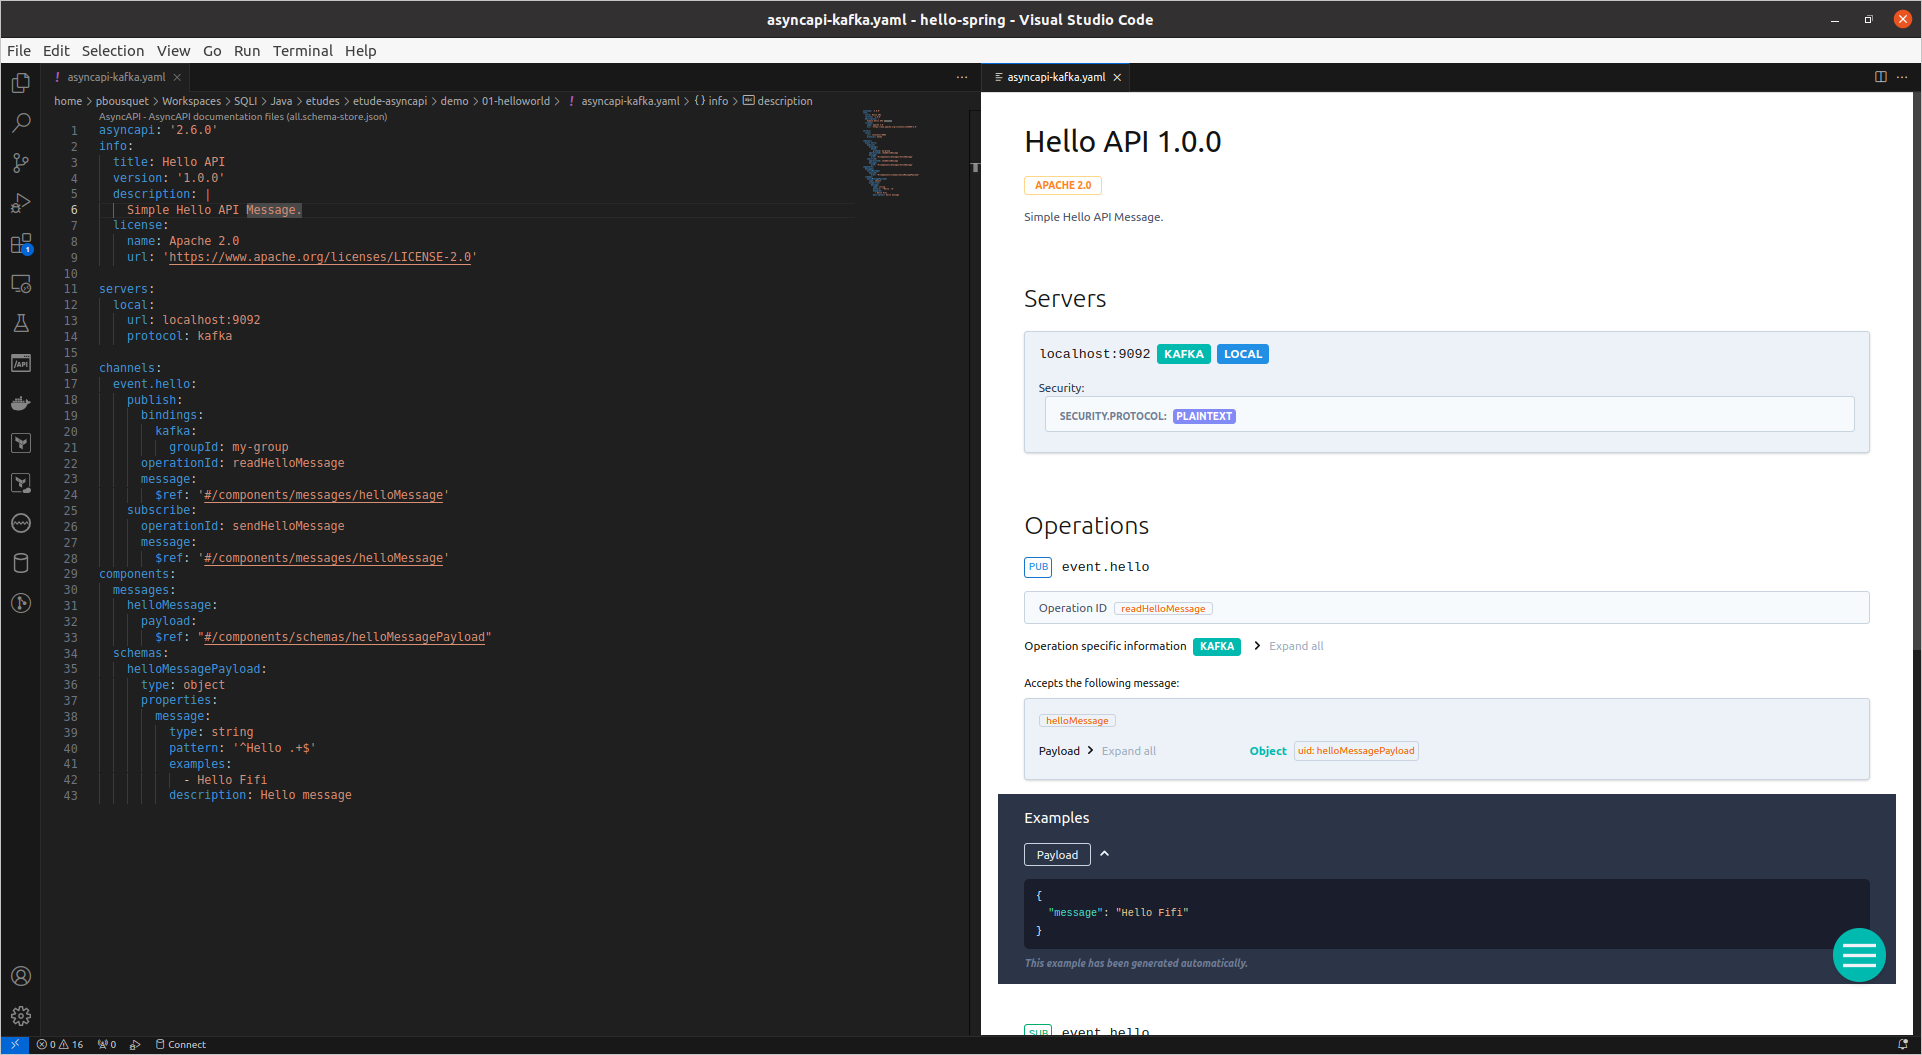 asyncapi-kafka.yaml - hello-spring - Visual Studio Code
File Edit Selection View Go Run Terminal Help
! asyncapi-kafka.yaml
home > pbousquet > Workspaces > SQLI > Java > etudes > etude-asyncapi > demo > 01-helloworld > ! asyncapi-kafka.yaml > {} info > description
AsyncAPI - AsyncAPI documentation files (all.schema-store.json)
1 asyncapi: '2.6.0'
2 info:
3   title: Hello API
4   version: '1.0.0'
5   description: |
6     Simple Hello API Message.
7   license:
8     name: Apache 2.0
9     url: 'https://www.apache.org/licenses/LICENSE-2.0'
10
11 servers:
12   local:
13     url: localhost:9092
14     protocol: kafka
15
16 channels:
17   event.hello:
18     publish:
19       bindings:
20         kafka:
21           groupId: my-group
22       operationId: readHelloMessage
23       message:
24         $ref: '#/components/messages/helloMessage'
25     subscribe:
26       operationId: sendHelloMessage
27       message:
28         $ref: '#/components/messages/helloMessage'
29 components:
30   messages:
31     helloMessage:
32       payload:
33         $ref: "#/components/schemas/helloMessagePayload"
34   schemas:
35     helloMessagePayload:
36       type: object
37       properties:
38         message:
39           type: string
40           pattern: '^Hello .+$'
41           examples:
42             - Hello Fifi
43           description: Hello message
asyncapi-kafka.yaml
Hello API 1.0.0
APACHE 2.0
Simple Hello API Message.
Servers
localhost:9092 KAFKA LOCAL
Security:
SECURITY.PROTOCOL: PLAINTEXT
Operations
PUB event.hello
Operation ID readHelloMessage
Operation specific information KAFKA > Expand all
Accepts the following message:
helloMessage
Payload > Expand all Object uid: helloMessagePayload
Examples
Payload
{
  "message": "Hello Fifi"
}
This example has been generated automatically.
SUB event.hello
/API
1
0 16 0 Connect